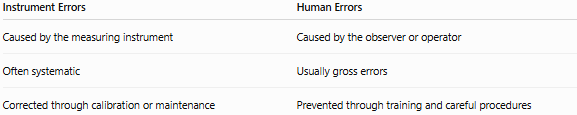 Instrument Errors Human Errors
Caused by the measuring instrument Caused by the observer or operator
Often systematic Usually gross errors
Corrected through calibration or maintenance Prevented through training and careful procedures